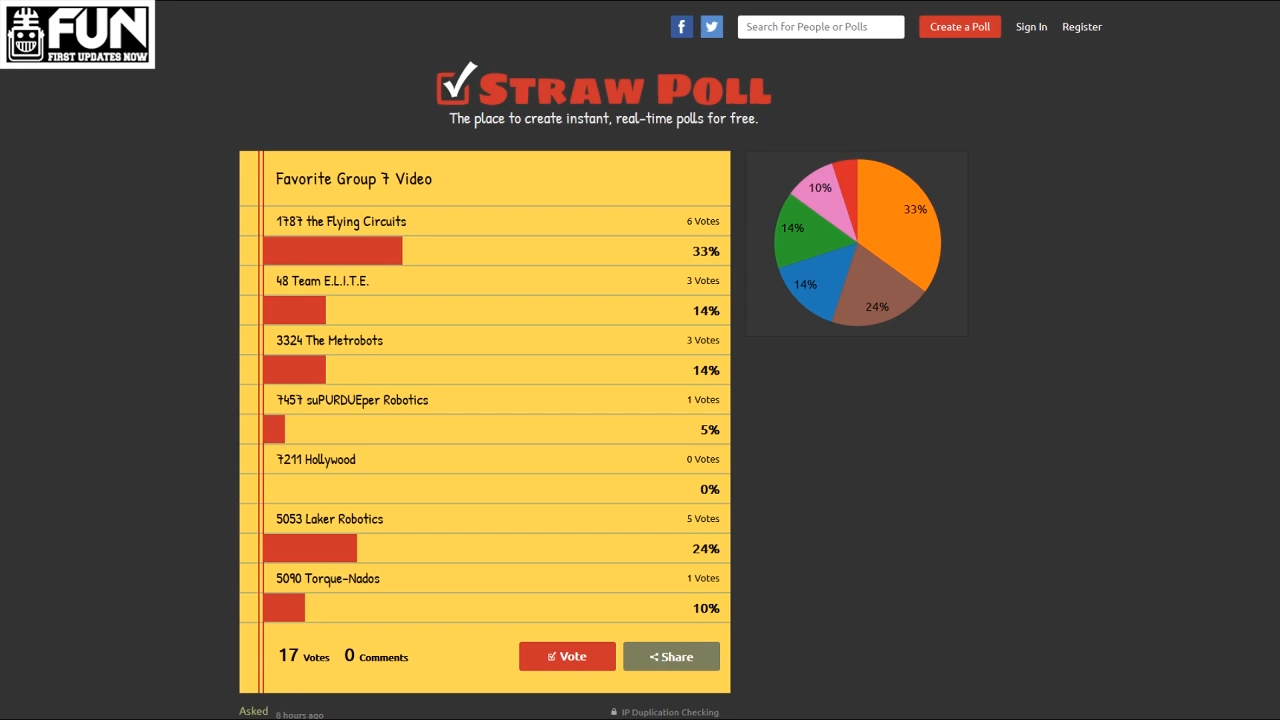 FUN
FIRST UPDATES NOW
f
Search for People or Polls
Create a Poll
Sign In
Register
STRAW POLL
The place to create instant, real-time polls for free.
Favorite Group 7 Video
1787 the Flying Circuits
6 Votes
33%
48 Team E.L.I.T.E.
3 Votes
14%
3324 The Metrobots
3 Votes
14%
7457 suPURDUEper Robotics
1 Votes
5%
7211 Hollywood
0 Votes
0%
5053 Laker Robotics
5 Votes
24%
5090 Torque-Nados
1 Votes
10%
17 Votes 0 Comments
Vote
Share
Asked 8 hours ago
IP Duplication Checking
10%
33%
14%
14%
24%